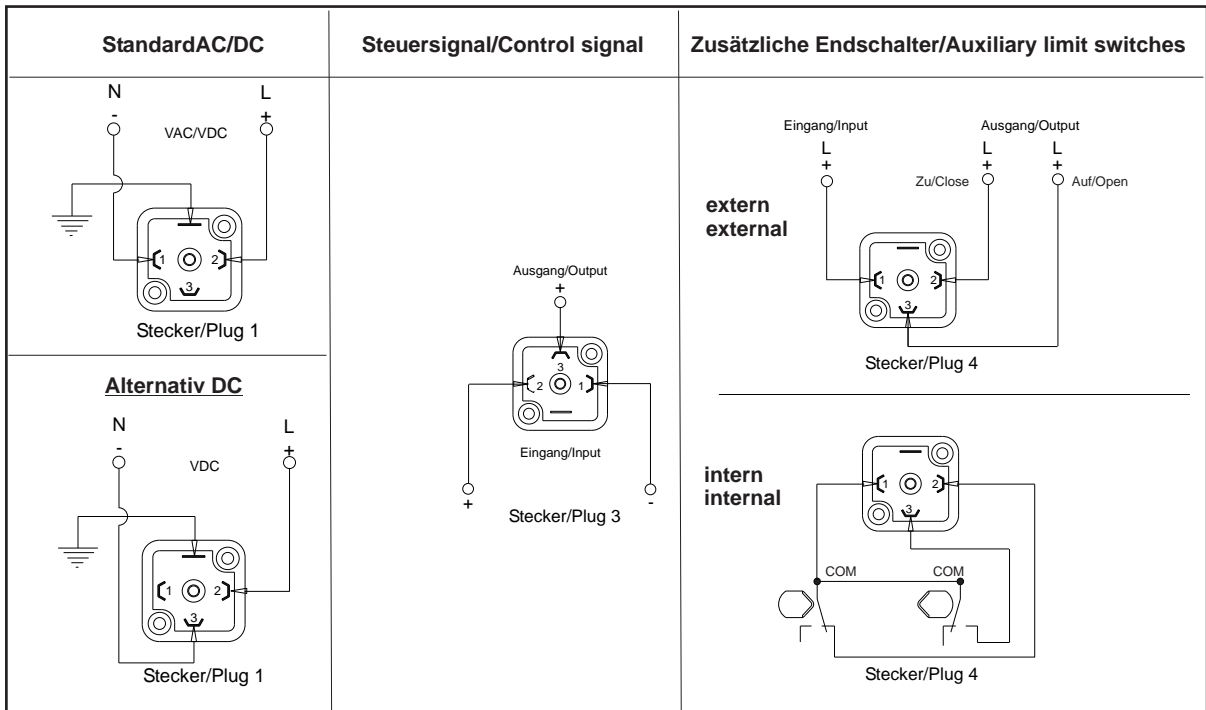 StandardAC/DC
N
-
L
+
VAC/VDC
1
2
3
Stecker/Plug 1
Alternativ DC
N
-
L
+
VDC
1
2
3
Stecker/Plug 1
Steuersignal/Control signal
Ausgang/Output
+
3
2
1
Eingang/Input
+
-
Stecker/Plug 3
Zusätzliche Endschalter/Auxiliary limit switches
Eingang/Input
Ausgang/Output
L
+
L
+
L
+
Zu/Close
Auf/Open
extern
external
1
2
3
Stecker/Plug 4
intern
internal
1
2
3
COM
COM
Stecker/Plug 4